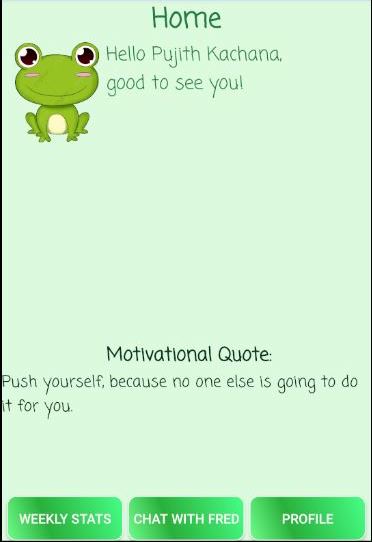 Home
Hello Pujith Kachana,
good to see you!
Motivational Quote:
Push yourself, because no one else is going to do
it for you.
WEEKLY STATS CHAT WITH FRED PROFILE